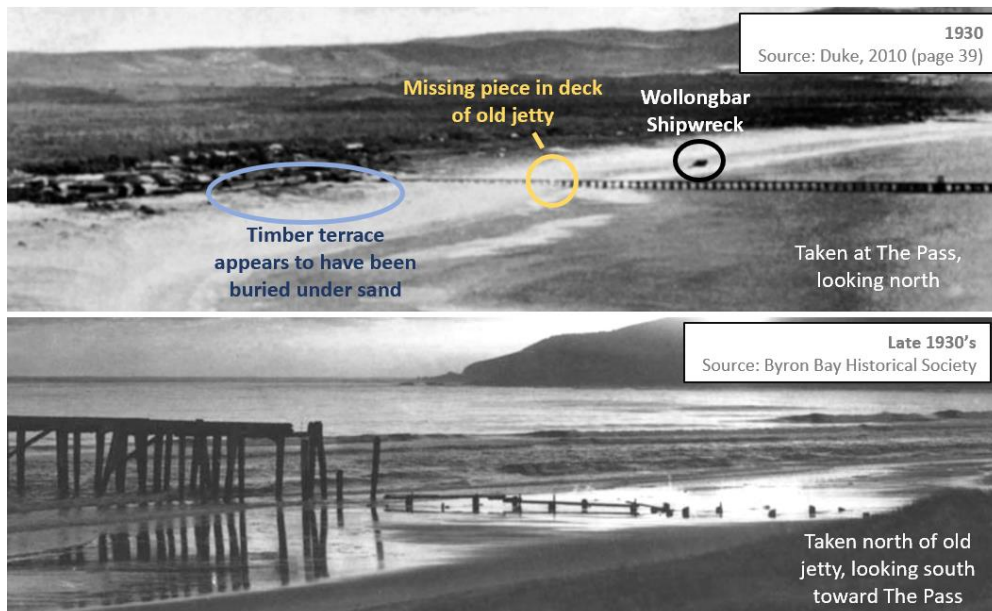 1930
Source: Duke, 2010 (page 39)
Missing piece in deck
of old jetty
Wollongbar
Shipwreck
Timber terrace
appears to have been
buried under sand
Taken at The Pass,
looking north
Late 1930's
Source: Byron Bay Historical Society
Taken north of old
jetty, looking south
toward The Pass